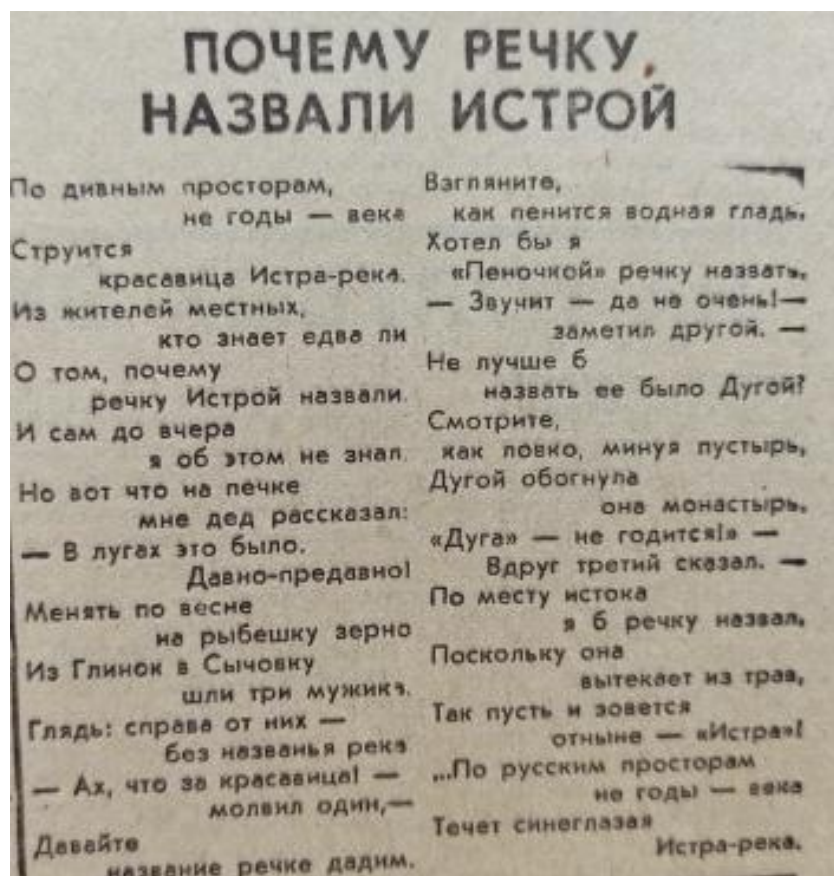 ПОЧЕМУ РЕЧКУ
НАЗВАЛИ ИСТРОЙ
По дивным просторам,
не годы — века
Струится
красавица Истра-река.
Из жителей местных,
кто знает едва ли
О том, почему
речку Истрой назвали.
И сам до вчера
я об этом не знал.
Но вот что на печке
мне дед рассказал:
— В лугах это было.
Давно-предавно!
Менять по весне
на рыбешку зерно
Из Глинок в Сычовку
шли три мужика.
Глядь: справа от них —
без названья река
— Ах, что за красавица! —
молвил один,—
Давайте
название речке дадим.
Взгляните,
как пенится водная гладь,
Хотел бы я
«Пеночкой» речку назвать.
— Звучит — да не очень!—
заметил другой. —
Не лучше б
назвать ее было Дугой?
Смотрите,
как ловко, минуя пустырь,
Дугой обогнула
она монастырь.
«Дуга» — не годится!» —
Вдруг третий сказал. —
По месту истока
я б речку назвал,
Поскольку она
вытекает из трав,
Так пусть и зовется
отныне — «Истра»!
...По русским просторам
не годы — века
Течет синеглазая
Истра-река.